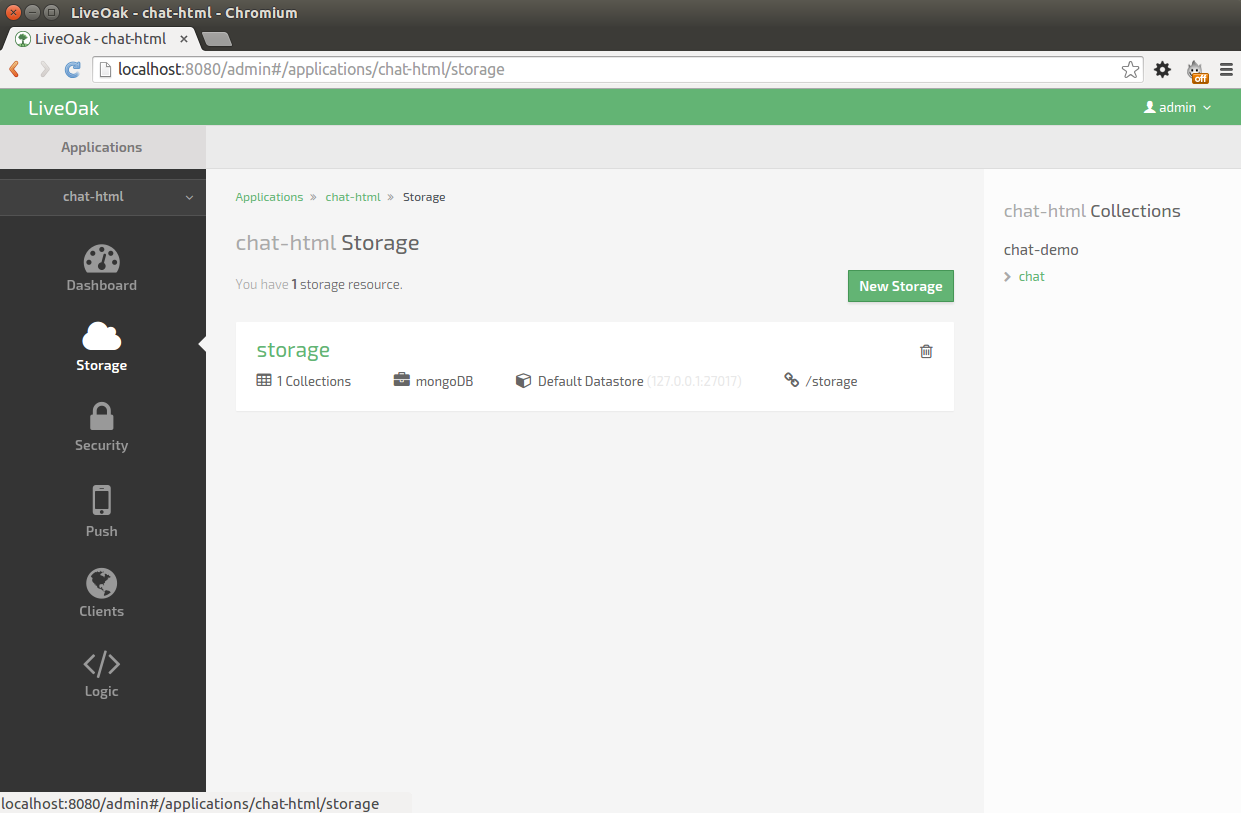 LiveOak - chat-html - Chromium
LiveOak - chat-html
localhost:8080/admin#/applications/chat-html/storage
off
LiveOak
admin
Applications
chat-html
Dashboard
Storage
Security
Push
Clients
Logic
Applications » chat-html » Storage
chat-html Storage
You have 1 storage resource.
New Storage
storage
1 Collections mongoDB Default Datastore (127.0.0.1:27017) /storage
chat-html Collections
chat-demo
chat
localhost:8080/admin#/applications/chat-html/storage